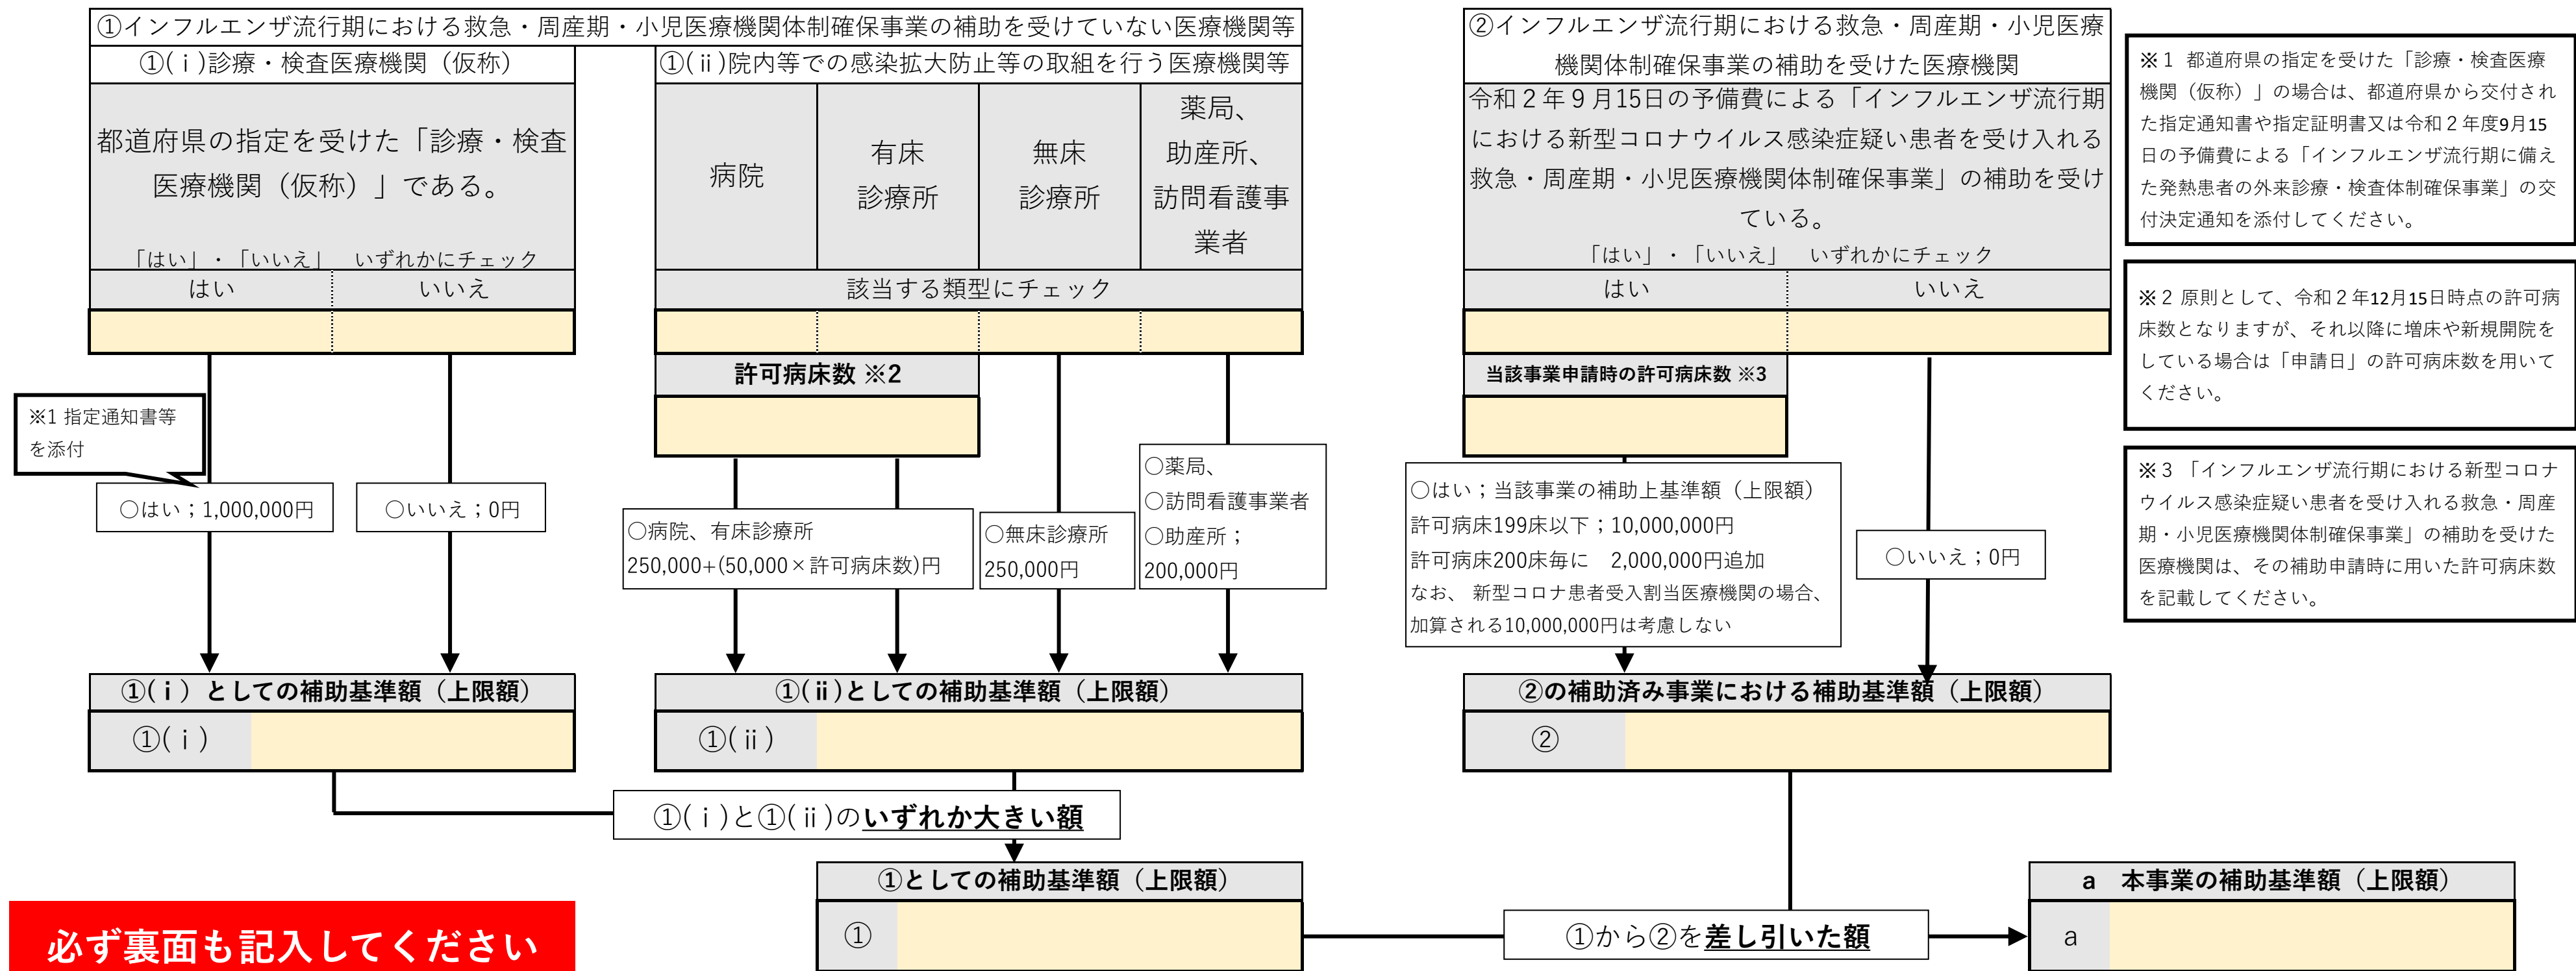 ①インフルエンザ流行期における救急・周産期・小児医療機関体制確保事業の補助を受けていない医療機関等
①(ⅰ)診療・検査医療機関（仮称）
都道府県の指定を受けた「診療・検査
医療機関（仮称）」である。
「はい」・「いいえ」　いずれかにチェック
はい
いいえ
①(ⅱ)院内等での感染拡大防止等の取組を行う医療機関等
病院
有床
診療所
無床
診療所
薬局、
助産所、
訪問看護事
業者
該当する類型にチェック
許可病床数 ※2
②インフルエンザ流行期における救急・周産期・小児医療
機関体制確保事業の補助を受けた医療機関
令和２年９月15日の予備費による「インフルエンザ流行期
における新型コロナウイルス感染症疑い患者を受け入れる
救急・周産期・小児医療機関体制確保事業」の補助を受け
ている。
「はい」・「いいえ」　いずれかにチェック
はい
いいえ
当該事業申請時の許可病床数 ※3
※１ 都道府県の指定を受けた「診療・検査医療
機関（仮称）」の場合は、都道府県から交付され
た指定通知書や指定証明書又は令和２年度9月15
日の予備費による「インフルエンザ流行期に備え
た発熱患者の外来診療・検査体制確保事業」の交
付決定通知を添付してください。
※２ 原則として、令和２年12月15日時点の許可病
床数となりますが、それ以降に増床や新規開院を
している場合は「申請日」の許可病床数を用いて
ください。
※３ 「インフルエンザ流行期における新型コロナ
ウイルス感染症疑い患者を受け入れる救急・周産
期・小児医療機関体制確保事業」の補助を受けた
医療機関は、その補助申請時に用いた許可病床数
を記載してください。
※1 指定通知書等
を添付
○はい；1,000,000円
○いいえ；0円
○病院、有床診療所
250,000+(50,000×許可病床数)円
○無床診療所
250,000円
○薬局、
○訪問看護事業者
○助産所；
200,000円
○はい；当該事業の補助上基準額（上限額）
許可病床199床以下；10,000,000円
許可病床200床毎に　2,000,000円追加
なお、 新型コロナ患者受入割当医療機関の場合、
加算される10,000,000円は考慮しない
○いいえ；0円
①(ⅰ）としての補助基準額（上限額）
①(ⅰ)
①(ⅱ)としての補助基準額（上限額）
①(ⅱ)
②の補助済み事業における補助基準額（上限額）
②
①(ⅰ)と①(ⅱ)のいずれか大きい額
①としての補助基準額（上限額）
①
①から②を差し引いた額
a　本事業の補助基準額（上限額）
a
必ず裏面も記入してください